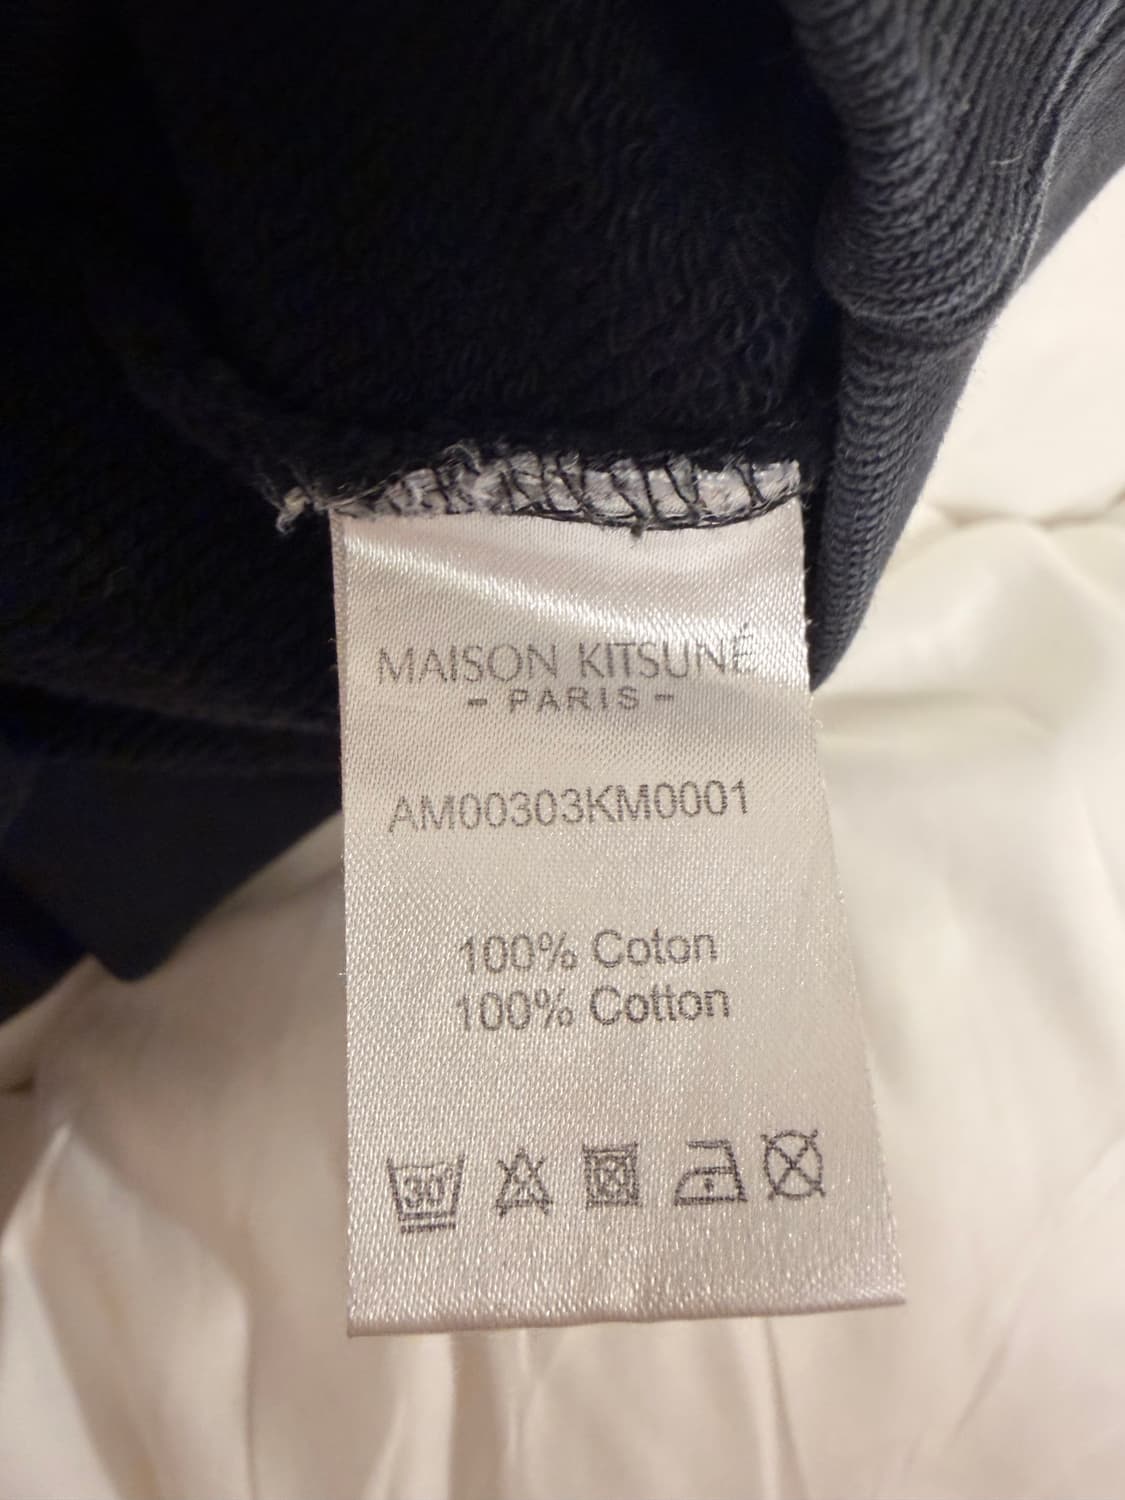 MAISON KITSUNÉ
- PARIS -
AM00303KM0001
100% Coton
100% Cotton
30°